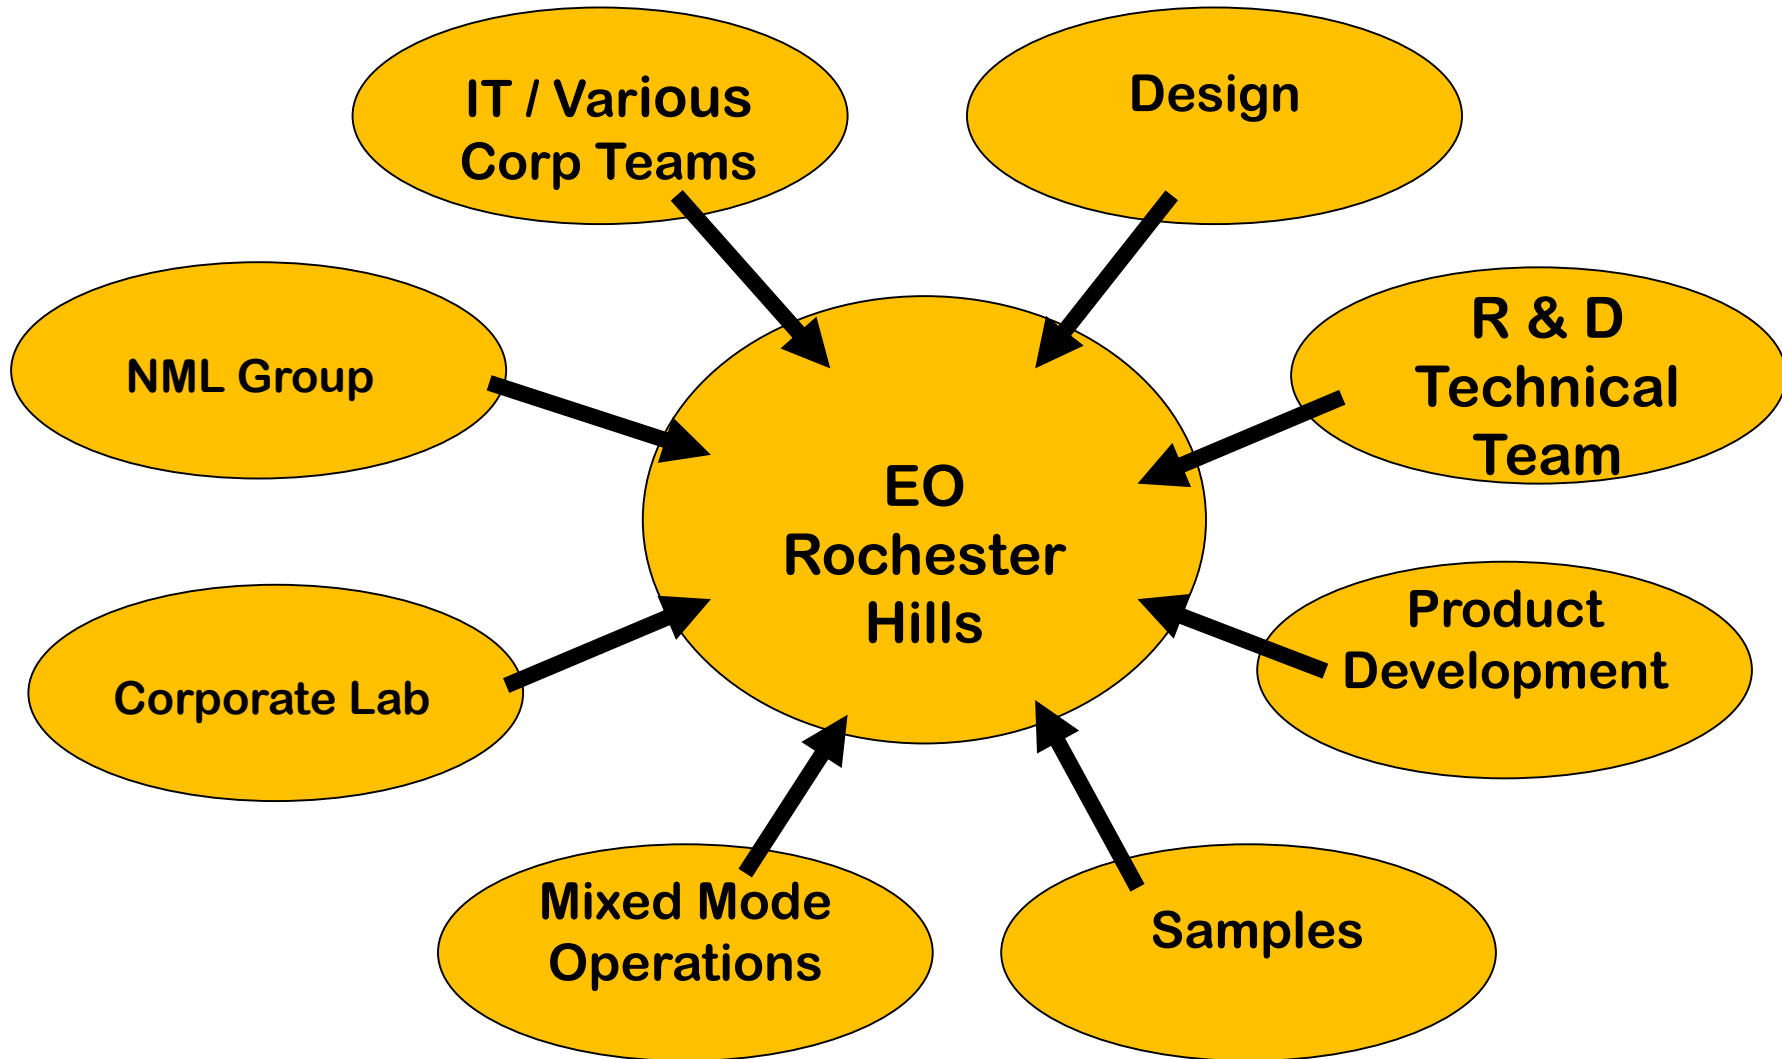 IT / Various
Corp Teams
Design
NML Group
R & D
Technical
Team
EO
Rochester
Hills
Corporate Lab
Product
Development
Mixed Mode
Operations
Samples